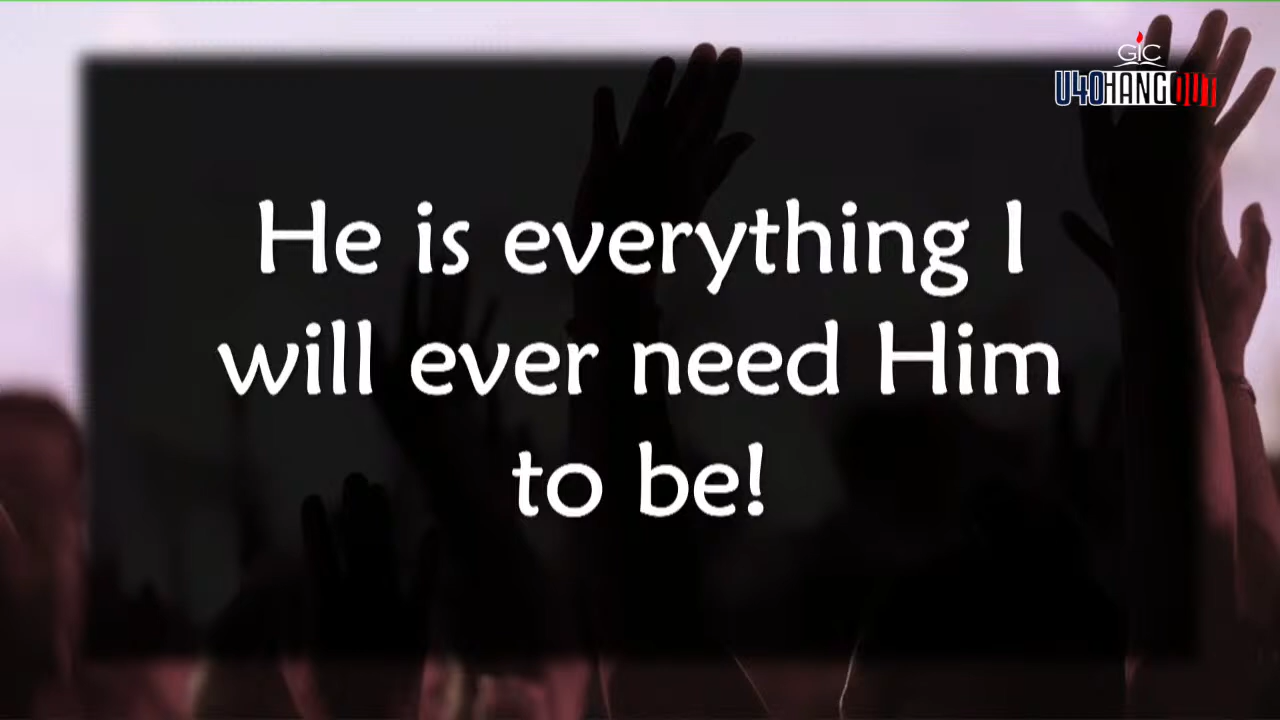 GIC
U40HANGOUT
He is everything I
will ever need Him
to be!